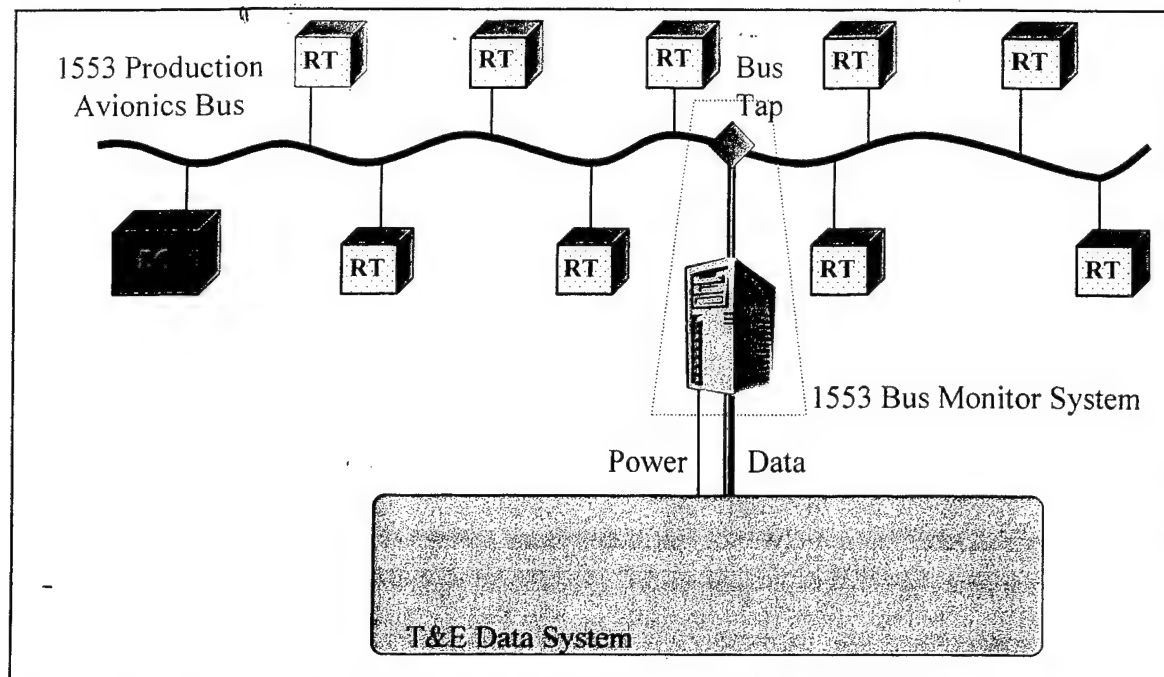 1553 Production
Avionics Bus
RT
RT
RT
Bus
Tap
RT
RT
RT
RT
RT
RT
1553 Bus Monitor System
Power
Data
T&E Data System